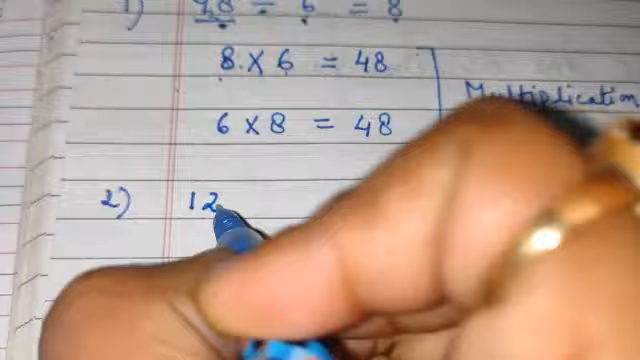 1) 48 ÷ 6 = 8
8 × 6 = 48
Multiplication
6 × 8 = 48
2) 12